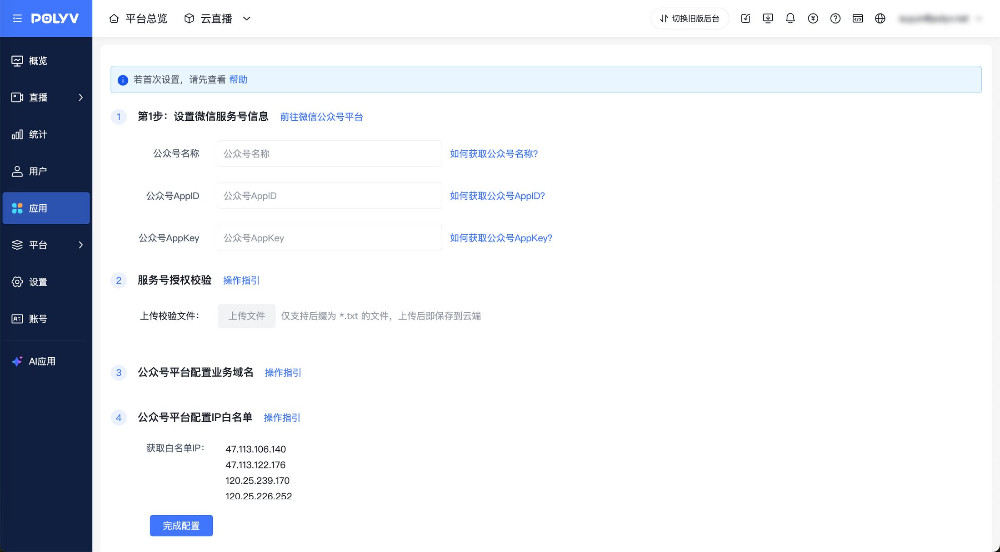 POLYV
平台总览
云直播
切换旧版后台
概览
直播
统计
用户
应用
平台
设置
账号
AI应用
若首次设置，请先查看 帮助
1 第1步：设置微信服务号信息 前往微信公众号平台
公众号名称 公众号名称 如何获取公众号名称?
公众号AppID 公众号AppID 如何获取公众号AppID?
公众号AppKey 公众号AppKey 如何获取公众号AppKey?
2 服务号授权校验 操作指引
上传校验文件： 上传文件 仅支持后缀为 *.txt 的文件，上传后即保存到云端
3 公众号平台配置业务域名 操作指引
4 公众号平台配置IP白名单 操作指引
获取白名单IP： 47.113.106.140
47.113.122.176
120.25.239.170
120.25.226.252
完成配置